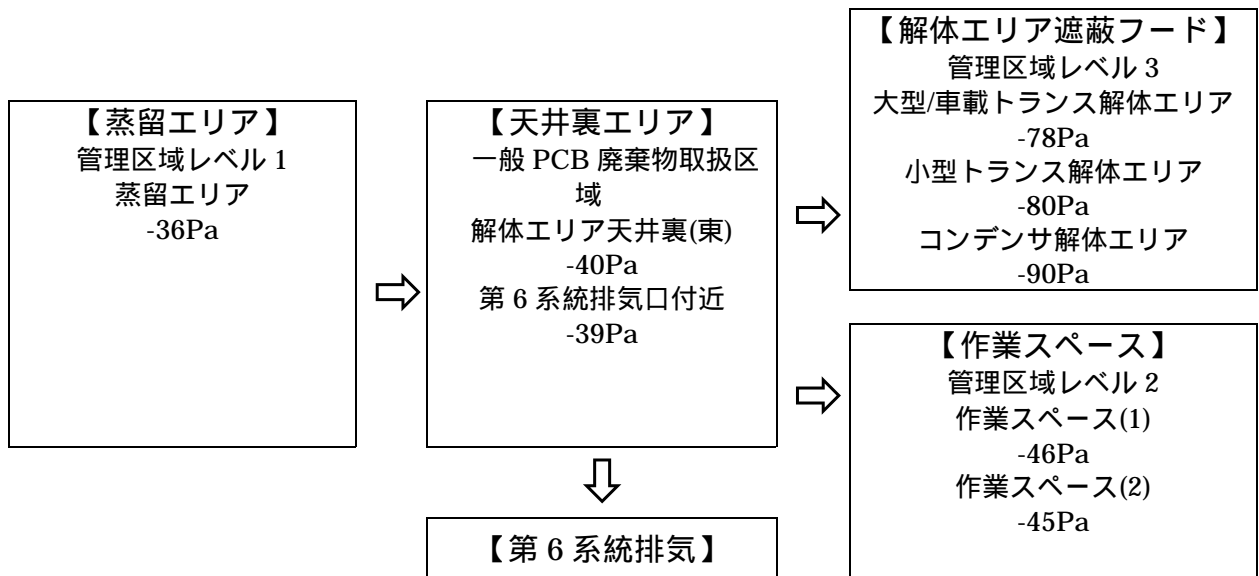 【蒸留エリア】
管理区域レベル 1
蒸留エリア
-36Pa
【天井裏エリア】
一般 PCB 廃棄物取扱区
域
解体エリア天井裏(東)
-40Pa
第 6 系統排気口付近
-39Pa
【解体エリア遮蔽フード】
管理区域レベル 3
大型/車載トランス解体エリア
-78Pa
小型トランス解体エリア
-80Pa
コンデンサ解体エリア
-90Pa
【作業スペース】
管理区域レベル 2
作業スペース(1)
-46Pa
作業スペース(2)
-45Pa
【第 6 系統排気】